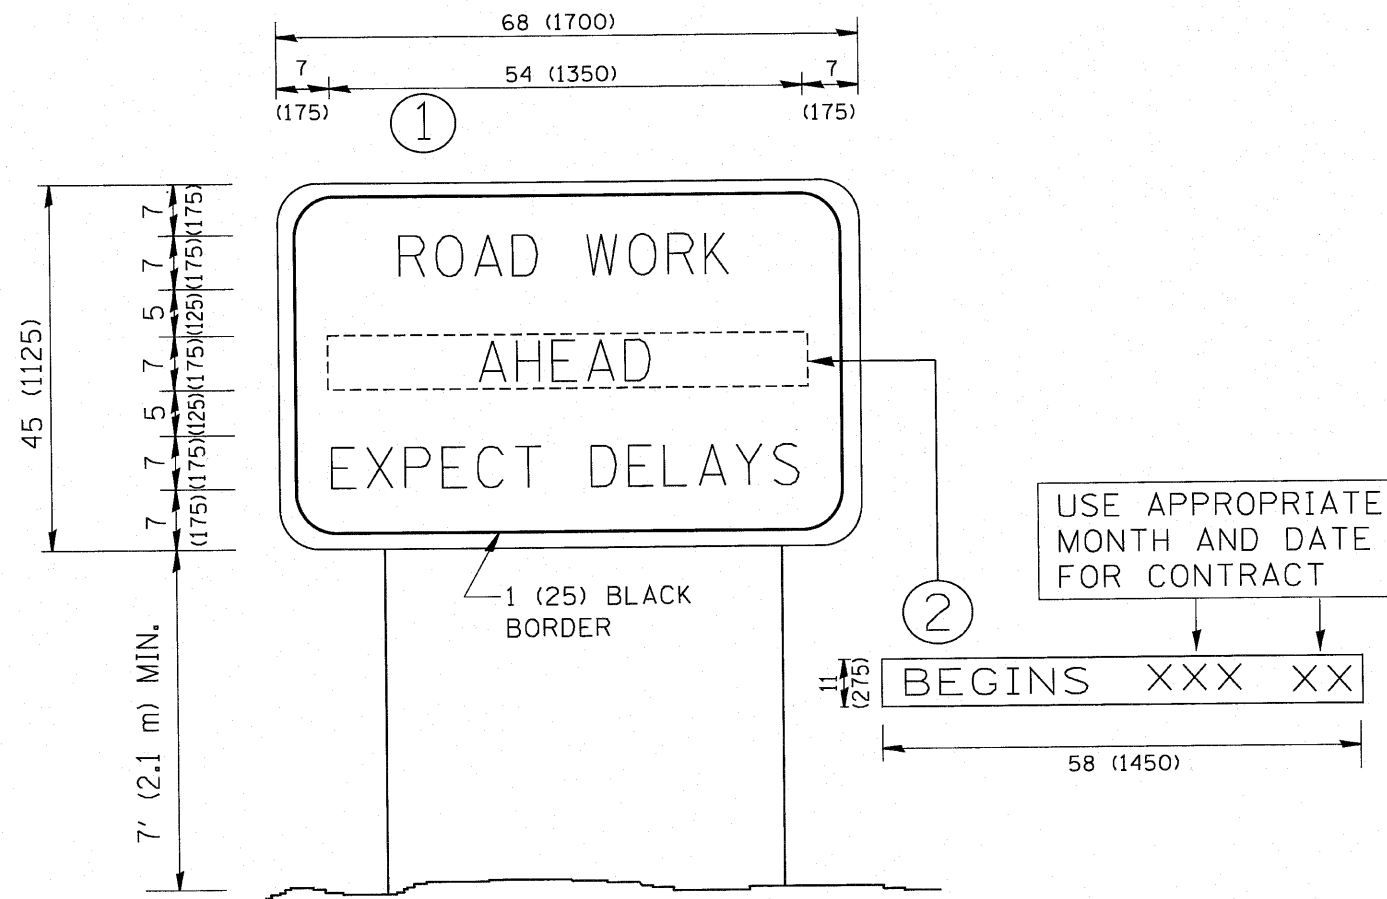 68 (1700)
7
54 (1350)
7
(175)
(175)
1
ROAD WORK
AHEAD
EXPECT DELAYS
45 (1125)
7 (175)
7 (175)
5 (125)
7 (175)
5 (125)
7 (175)
7 (175)
7' (2.1 m) MIN.
1 (25) BLACK
BORDER
2
USE APPROPRIATE
MONTH AND DATE
FOR CONTRACT
11
(275)
BEGINS XXX XX
58 (1450)